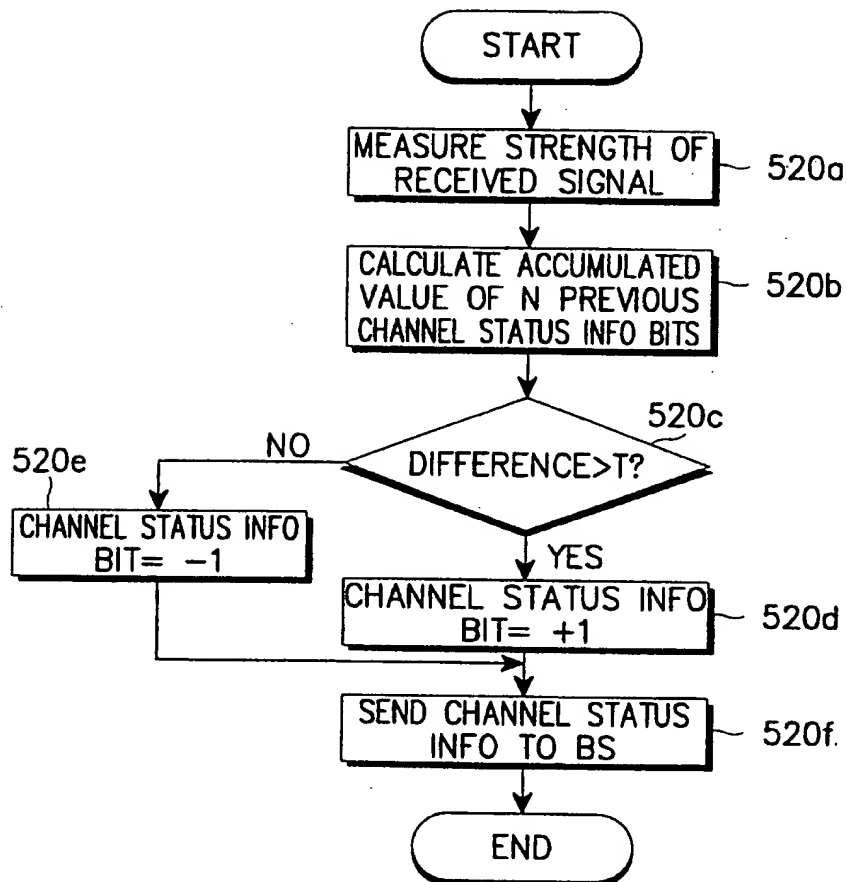 START
MEASURE STRENGTH OF
RECEIVED SIGNAL
520a
CALCULATE ACCUMULATED
VALUE OF N PREVIOUS
CHANNEL STATUS INFO BITS
520b
520c
DIFFERENCE>T?
NO
520e
CHANNEL STATUS INFO
BIT= -1
YES
CHANNEL STATUS INFO
BIT= +1
520d
SEND CHANNEL STATUS
INFO TO BS
520f.
END